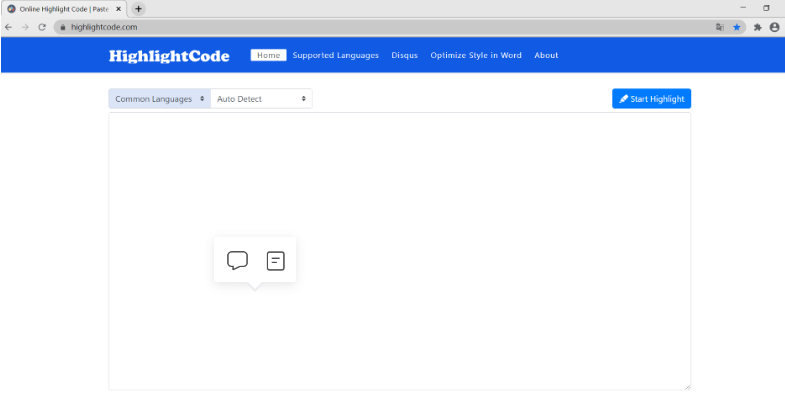 Online Highlight Code | Paste
highlightcode.com
HighlightCode Home Supported Languages Disqus Optimize Style in Word About
Common Languages Auto Detect Start Highlight